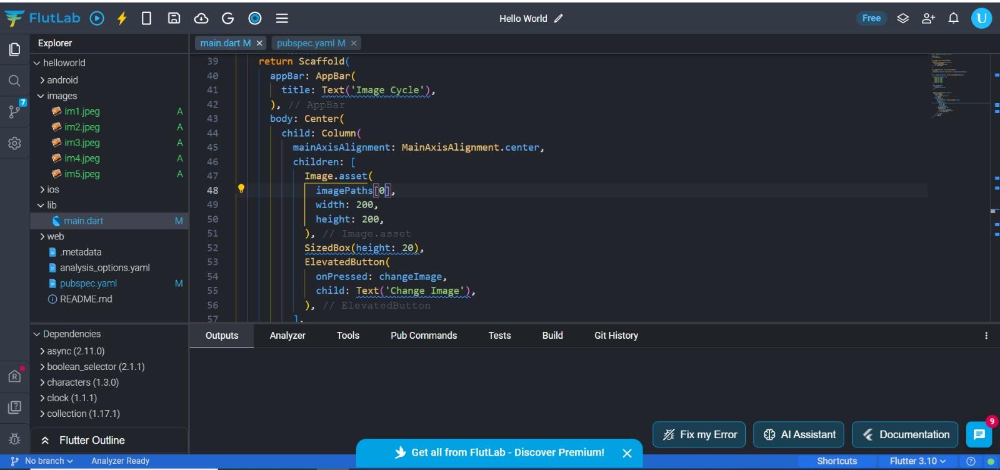 FlutLab
Hello World
Free
U
Explorer
main.dart M ×
pubspec.yaml M ×
helloworld
android
images
7
im1.jpeg A
im2.jpeg A
im3.jpeg A
im4.jpeg A
im5.jpeg A
ios
lib
main.dart M
web
.metadata
analysis_options.yaml
pubspec.yaml M
README.md
39 return Scaffold(
40 appBar: AppBar(
41 title: Text('Image Cycle'),
42 ), // AppBar
43 body: Center(
44 child: Column(
45 mainAxisAlignment: MainAxisAlignment.center,
46 children: [
47 Image.asset(
48 imagePaths[0],
49 width: 200,
50 height: 200,
51 ), // Image.asset
52 SizedBox(height: 20),
53 ElevatedButton(
54 onPressed: changeImage,
55 child: Text('Change Image'),
56 ), // ElevatedButton
57 ],
Dependencies
async (2.11.0)
boolean_selector (2.1.1)
characters (1.3.0)
clock (1.1.1)
collection (1.17.1)
Flutter Outline
Outputs Analyzer Tools Pub Commands Tests Build Git History
Fix my Error
AI Assistant
Documentation
9
Get all from FlutLab - Discover Premium!
No branch
Analyzer Ready
Shortcuts
Flutter 3.10